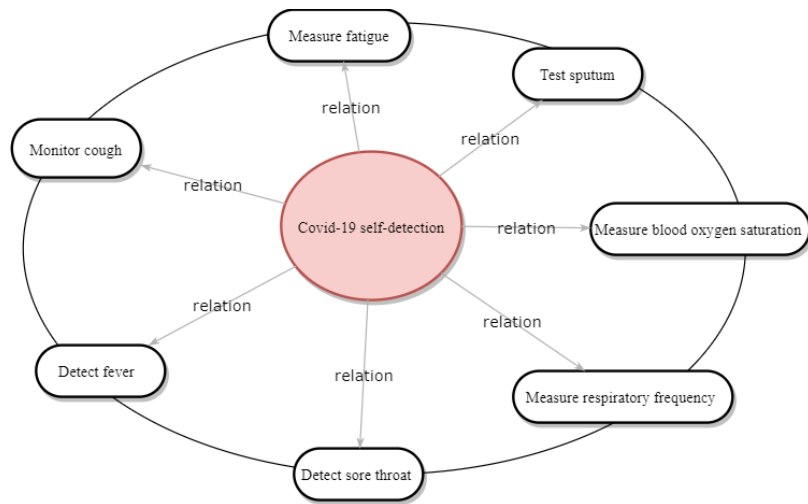 Measure fatigue
Test sputum
relation
relation
Monitor cough
relation
Covid-19 self-detection
relation
Measure blood oxygen saturation
relation
relation
Detect fever
relation
Measure respiratory frequency
Detect sore throat